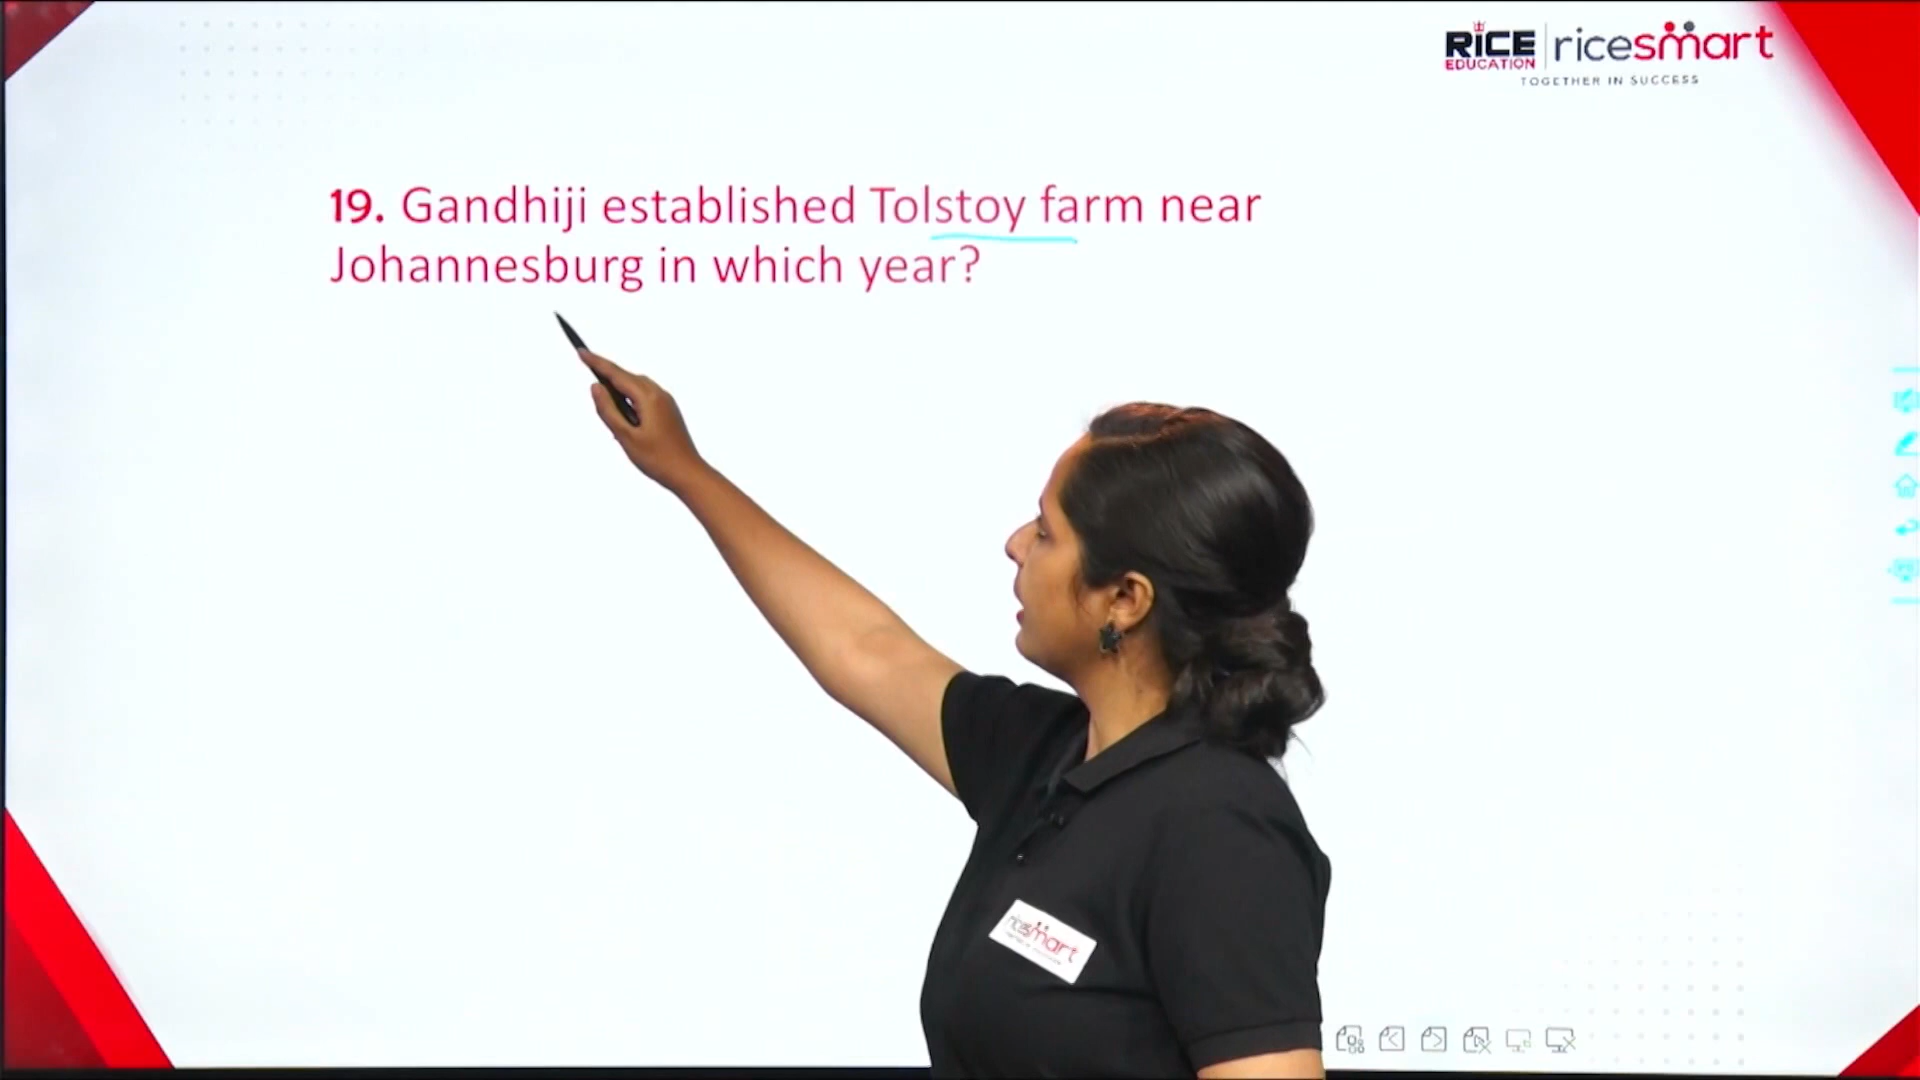 RICE
EDUCATION
ricesmart
TOGETHER IN SUCCESS
19. Gandhiji established Tolstoy farm near
Johannesburg in which year?
ricesmart